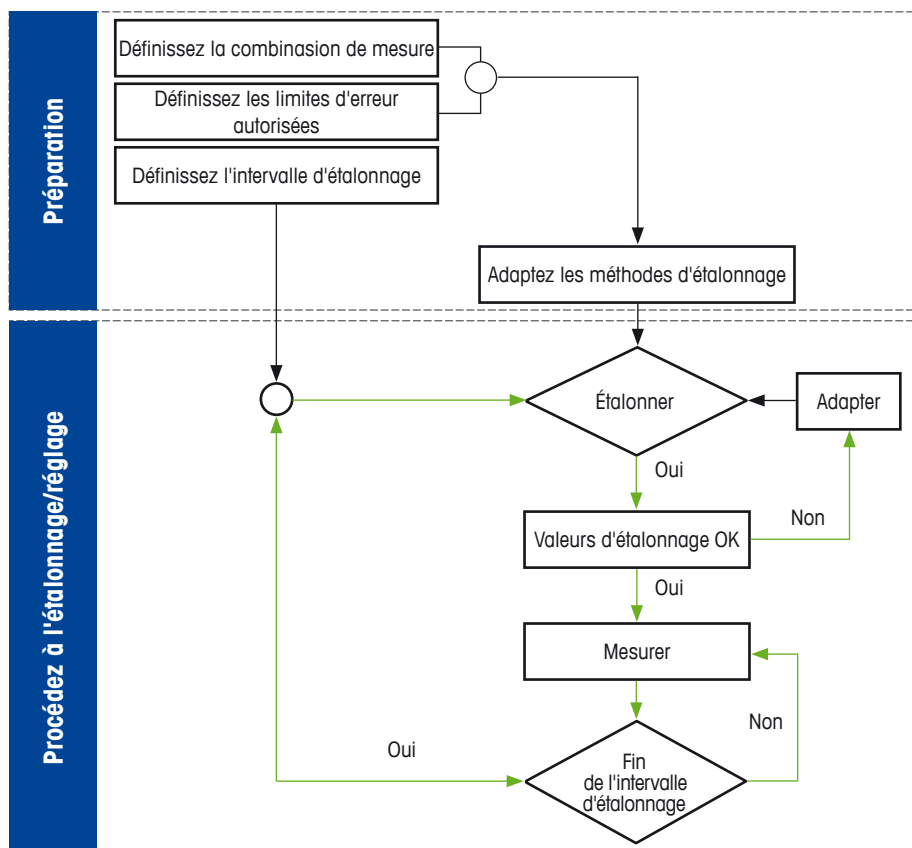 Préparation
Définissez la combinasion de mesure
Définissez les limites d'erreur
autorisées
Définissez l'intervalle d'étalonnage
Adaptez les méthodes d'étalonnage
Procédez à l'étalonnage/réglage
Étalonner
Adapter
Oui
Non
Valeurs d'étalonnage OK
Oui
Mesurer
Non
Oui
Fin
de l'intervalle
d'étalonnage